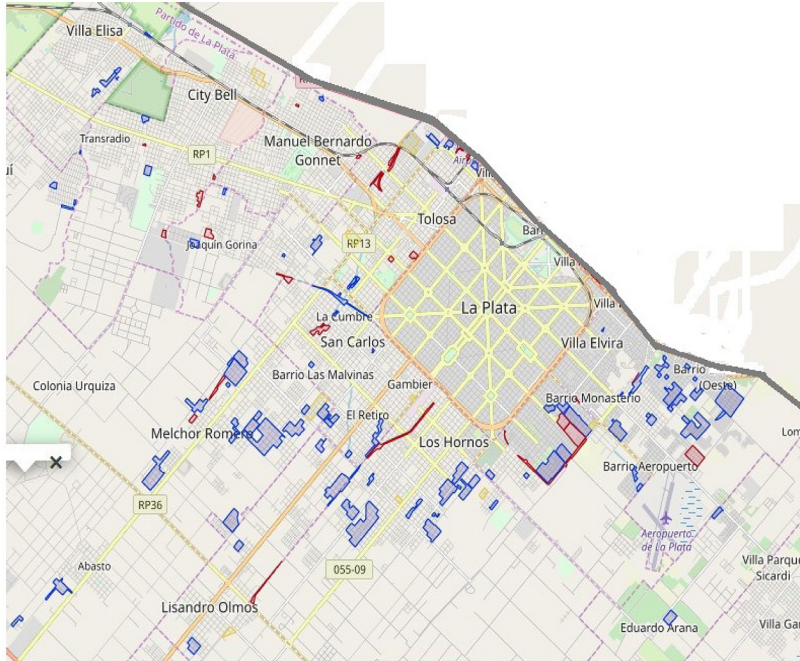 Villa Elisa
Partido de La Plata
City Bell
Transradio
RP1
Manuel Bernardo
Gonnet
Tolosa
Joaquín Gorina
RP13
La Plata
La Cumbre
San Carlos
Villa Elvira
Colonia Urquiza
Barrio Las Malvinas
Gambier
Barrio
(Oeste)
Barrio Monasterio
El Retiro
Melchor Romero
Los Hornos
Barrio Aeropuerto
RP36
Aeropuerto
de La Plata
Abasto
055-09
Villa Parque
Sicardi
Lisandro Olmos
Eduardo Arana